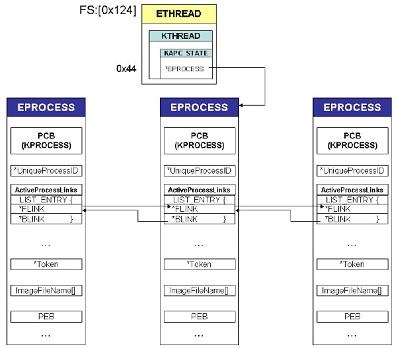 FS:[0x124]
ETHREAD
KTHREAD
KAPC_STATE
0x44
*EPROCESS
EPROCESS
EPROCESS
EPROCESS
PCB
(KPROCESS)
PCB
(KPROCESS)
PCB
(KPROCESS)
*UniqueProcessID
*UniqueProcessID
*UniqueProcessID
ActiveProcessLinks
LIST_ENTRY {
*FLINK
*BLINK }
ActiveProcessLinks
LIST_ENTRY {
*FLINK
*BLINK }
ActiveProcessLinks
LIST_ENTRY {
*FLINK
*BLINK }
...
...
...
*Token
*Token
*Token
ImageFileName[]
ImageFileName[]
ImageFileName[]
PEB
PEB
PEB
...
...
...